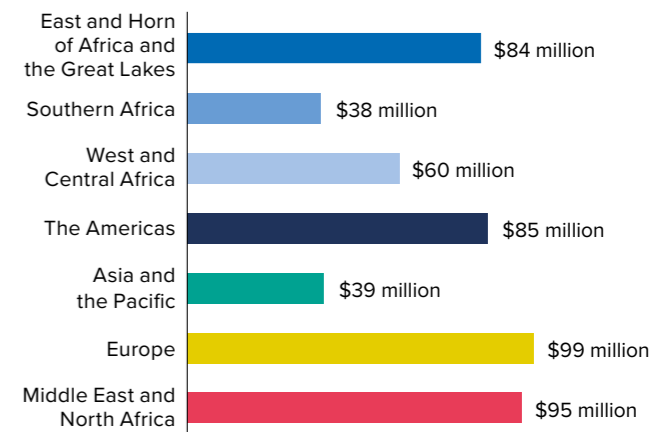 East and Horn
of Africa and
the Great Lakes
$84 million
Southern Africa
$38 million
West and
Central Africa
$60 million
The Americas
$85 million
Asia and
the Pacific
$39 million
Europe
$99 million
Middle East and
North Africa
$95 million